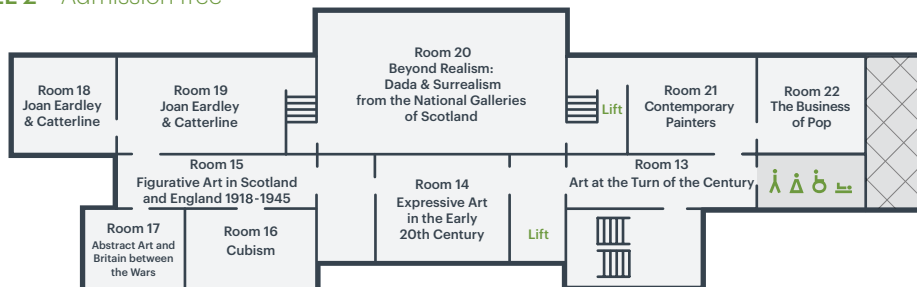 Admission free
Room 20
Beyond Realism:
Dada & Surrealism
from the National Galleries
of Scotland
Room 18
Joan Eardley
& Catterline
Room 19
Joan Eardley
& Catterline
Lift
Room 21
Contemporary
Painters
Room 22
The Business
of Pop
Room 15
Figurative Art in Scotland
and England 1918-1945
Room 14
Expressive Art
in the Early
20th Century
Room 13
Art at the Turn of the Century
Room 17
Abstract Art and
Britain between
the Wars
Room 16
Cubism
Lift